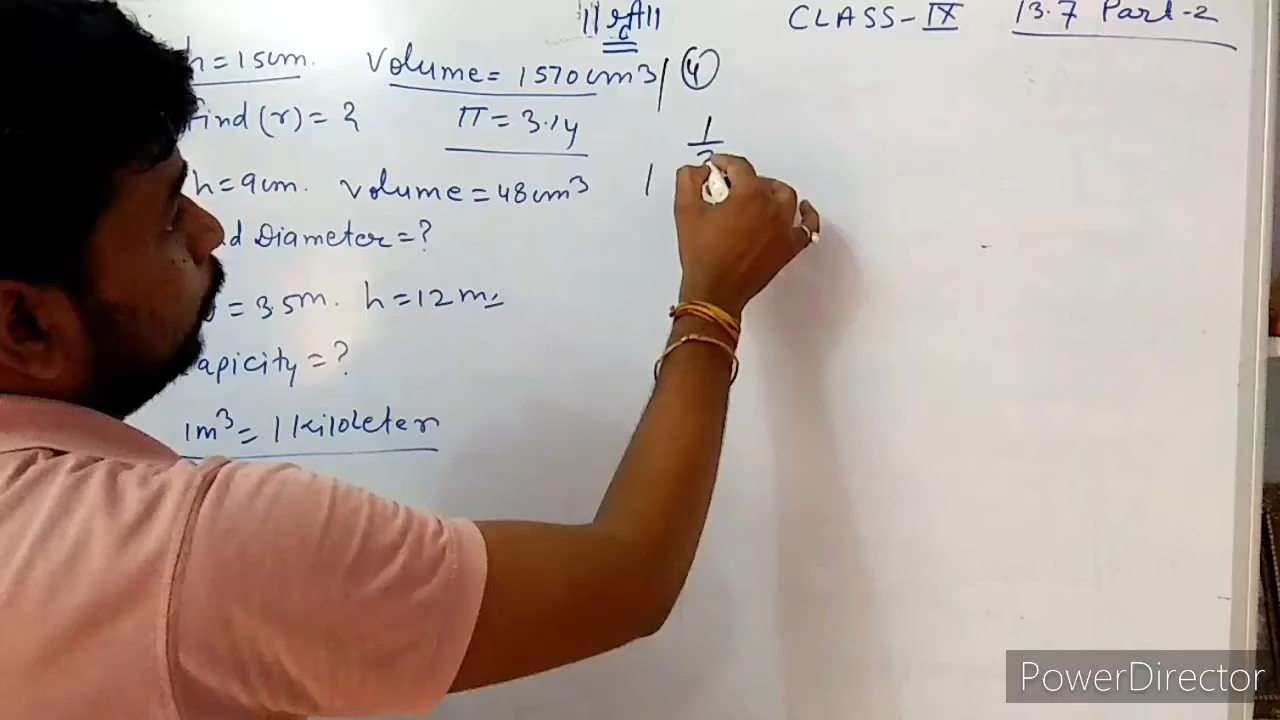 CLASS-IX 13.7 Part-2
h=15cm. Volume=1570cm3/ 4
Find (r)=? π=3.14
h=9cm. Volume=48cm3
Diameter=?
=3.5m. h=12m
apicity=?
1m3=1 kiloleter
1
PowerDirector